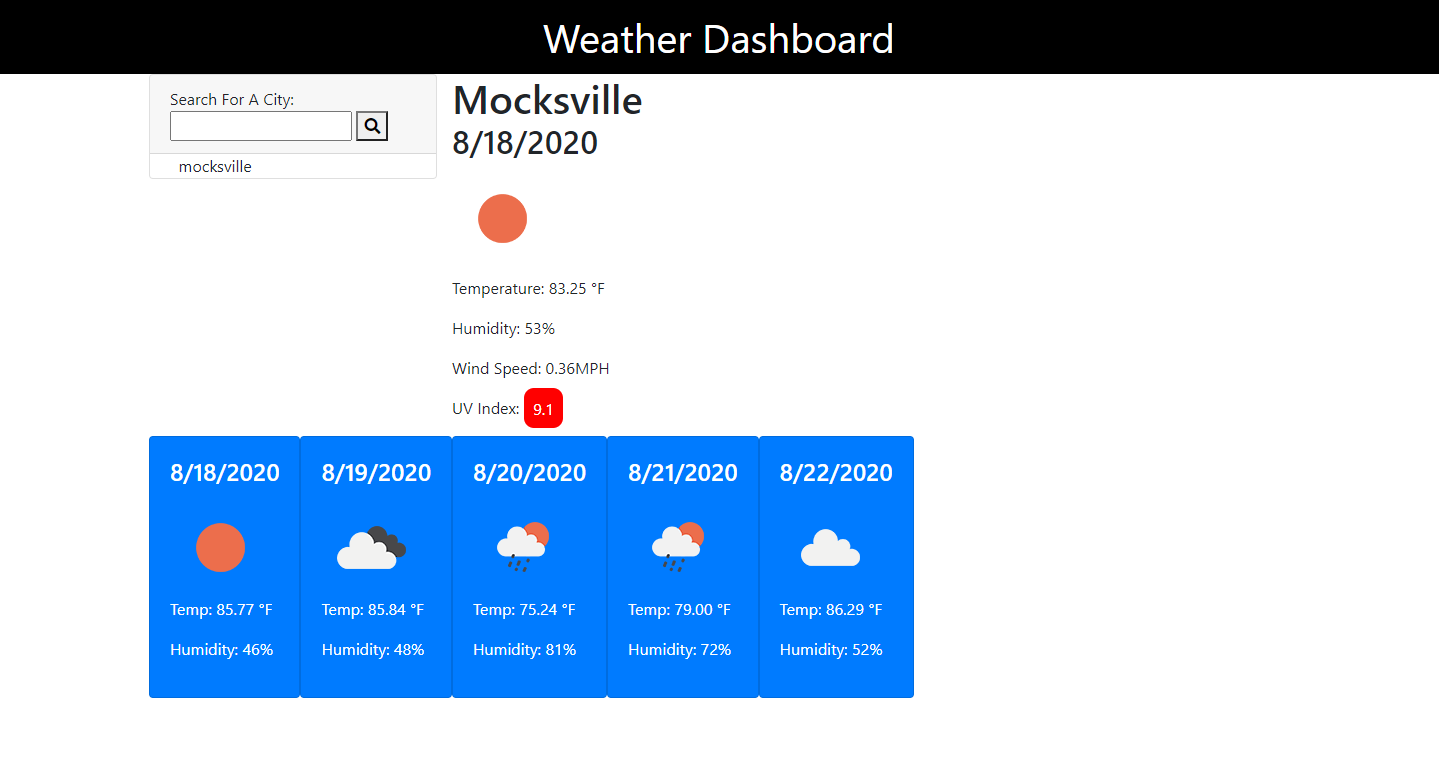 Weather Dashboard
Search For A City:
mocksville
Mocksville
8/18/2020
Temperature: 83.25 °F
Humidity: 53%
Wind Speed: 0.36MPH
UV Index: 9.1
8/18/2020
Temp: 85.77 °F
Humidity: 46%
8/19/2020
Temp: 85.84 °F
Humidity: 48%
8/20/2020
Temp: 75.24 °F
Humidity: 81%
8/21/2020
Temp: 79.00 °F
Humidity: 72%
8/22/2020
Temp: 86.29 °F
Humidity: 52%